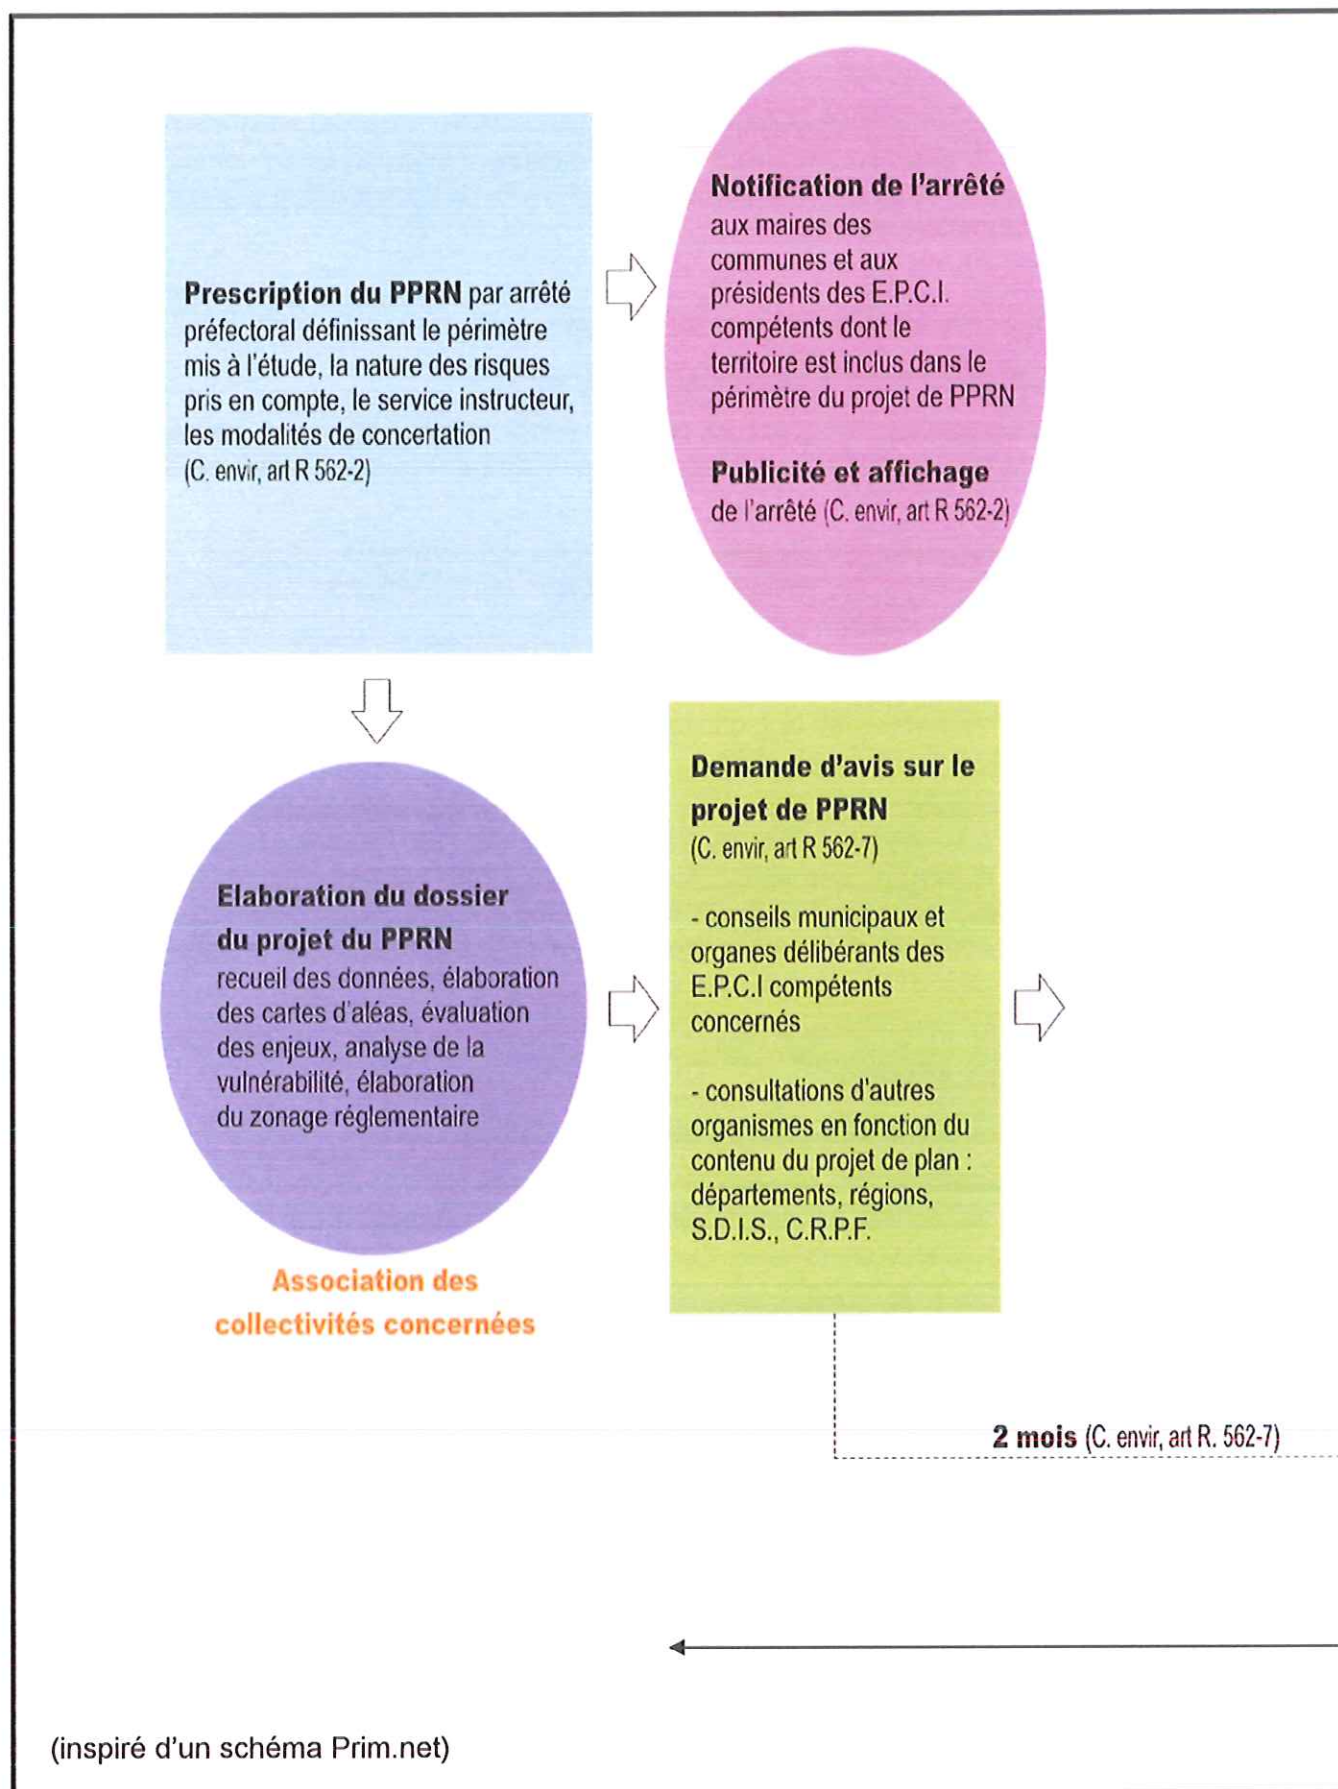 Prescription du PPRN par arrêté
préfectoral définissant le périmètre
mis à l'étude, la nature des risques
pris en compte, le service instructeur,
les modalités de concertation
(C. envir, art R 562-2)
Notification de l'arrêté
aux maires des
communes et aux
présidents des E.P.C.I.
compétents dont le
territoire est inclus dans le
périmètre du projet de PPRN
Publicité et affichage
de l'arrêté (C. envir, art R 562-2)
Elaboration du dossier
du projet du PPRN
recueil des données, élaboration
des cartes d'aléas, évaluation
des enjeux, analyse de la
vulnérabilité, élaboration
du zonage réglementaire
Association des
collectivités concernées
Demande d'avis sur le
projet de PPRN
(C. envir, art R 562-7)
- conseils municipaux et
organes délibérants des
E.P.C.I compétents
concernés
- consultations d'autres
organismes en fonction du
contenu du projet de plan :
départements, régions,
S.D.I.S., C.R.P.F.
2 mois (C. envir, art R. 562-7)
(inspiré d'un schéma Prim.net)